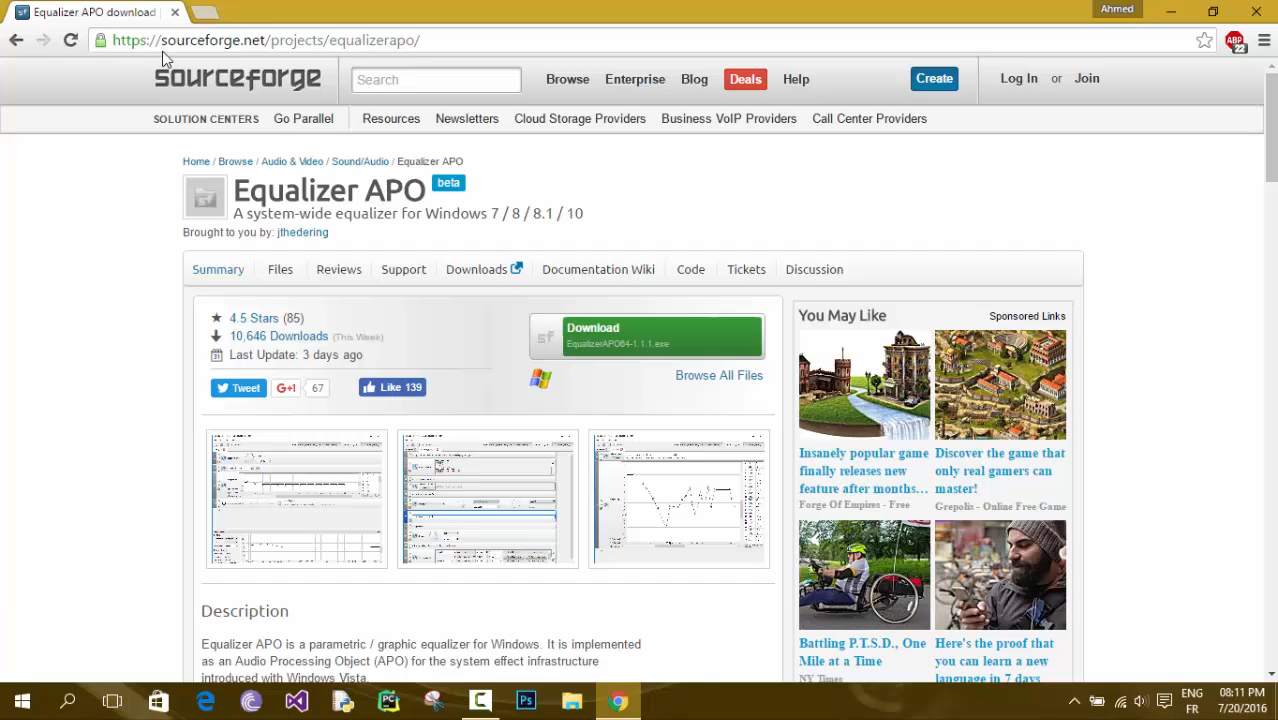 Equalizer APO download
Ahmed
https://sourceforge.net/projects/equalizerapo/
ABP
22
sourceforge
Search
Browse
Enterprise
Blog
Deals
Help
Create
Log In or Join
SOLUTION CENTERS
Go Parallel
Resources
Newsletters
Cloud Storage Providers
Business VoIP Providers
Call Center Providers
Home / Browse / Audio & Video / Sound/Audio / Equalizer APO
Equalizer APO beta
A system-wide equalizer for Windows 7 / 8 / 8.1 / 10
Brought to you by: jthedering
Summary
Files
Reviews
Support
Downloads
Documentation Wiki
Code
Tickets
Discussion
4.5 Stars (85)
10,646 Downloads (This Week)
Last Update: 3 days ago
Tweet
G+1
67
Like 139
sf
Download
EqualizerAPO64-1.1.1.exe
Browse All Files
Description
Equalizer APO is a parametric / graphic equalizer for Windows. It is implemented
as an Audio Processing Object (APO) for the system effect infrastructure
introduced with Windows Vista.
You May Like
Sponsored Links
Insanely popular game
finally releases new
feature after months…
Forge Of Empires - Free
Discover the game that
only real gamers can
master!
Grepolis - Online Free Game
Battling P.T.S.D., One
Mile at a Time
NY Times
Here's the proof that
you can learn a new
language in 7 days
Ps
ENG
FR
08:11 PM
7/20/2016